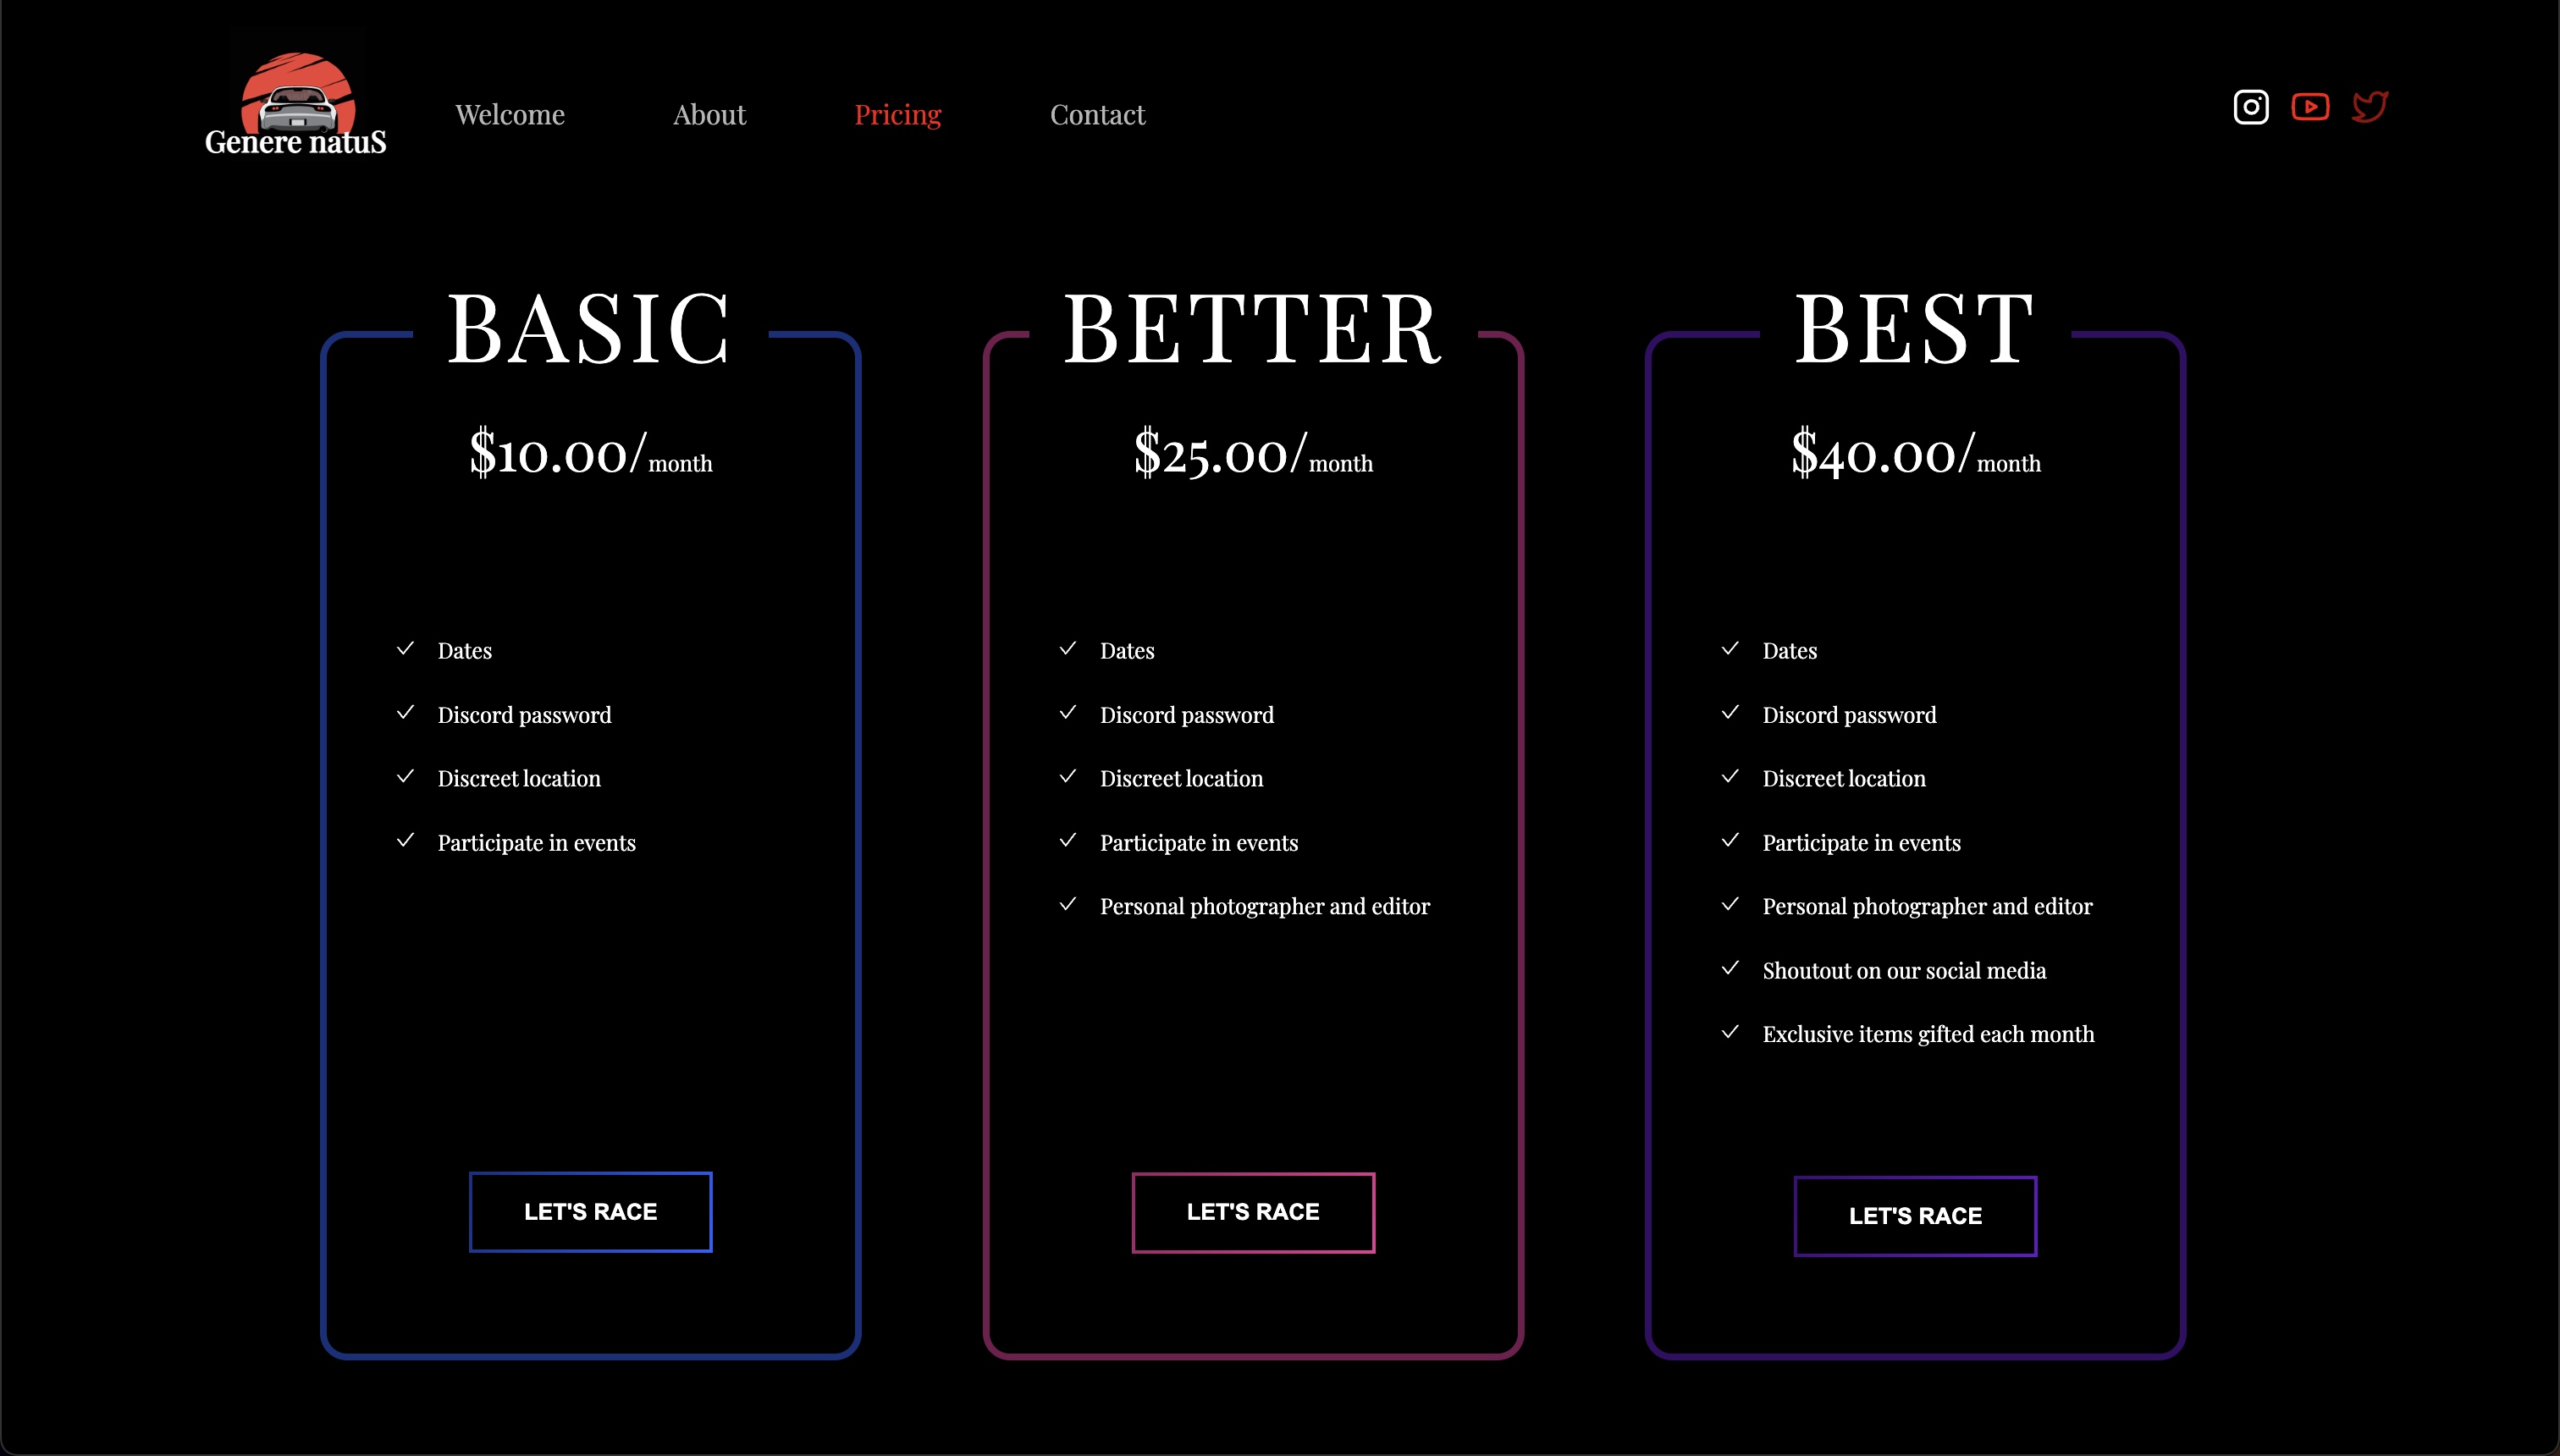 Genere natuS
Welcome About Pricing Contact
BASIC
$10.00/month
Dates
Discord password
Discreet location
Participate in events
LET'S RACE
BETTER
$25.00/month
Dates
Discord password
Discreet location
Participate in events
Personal photographer and editor
LET'S RACE
BEST
$40.00/month
Dates
Discord password
Discreet location
Participate in events
Personal photographer and editor
Shoutout on our social media
Exclusive items gifted each month
LET'S RACE